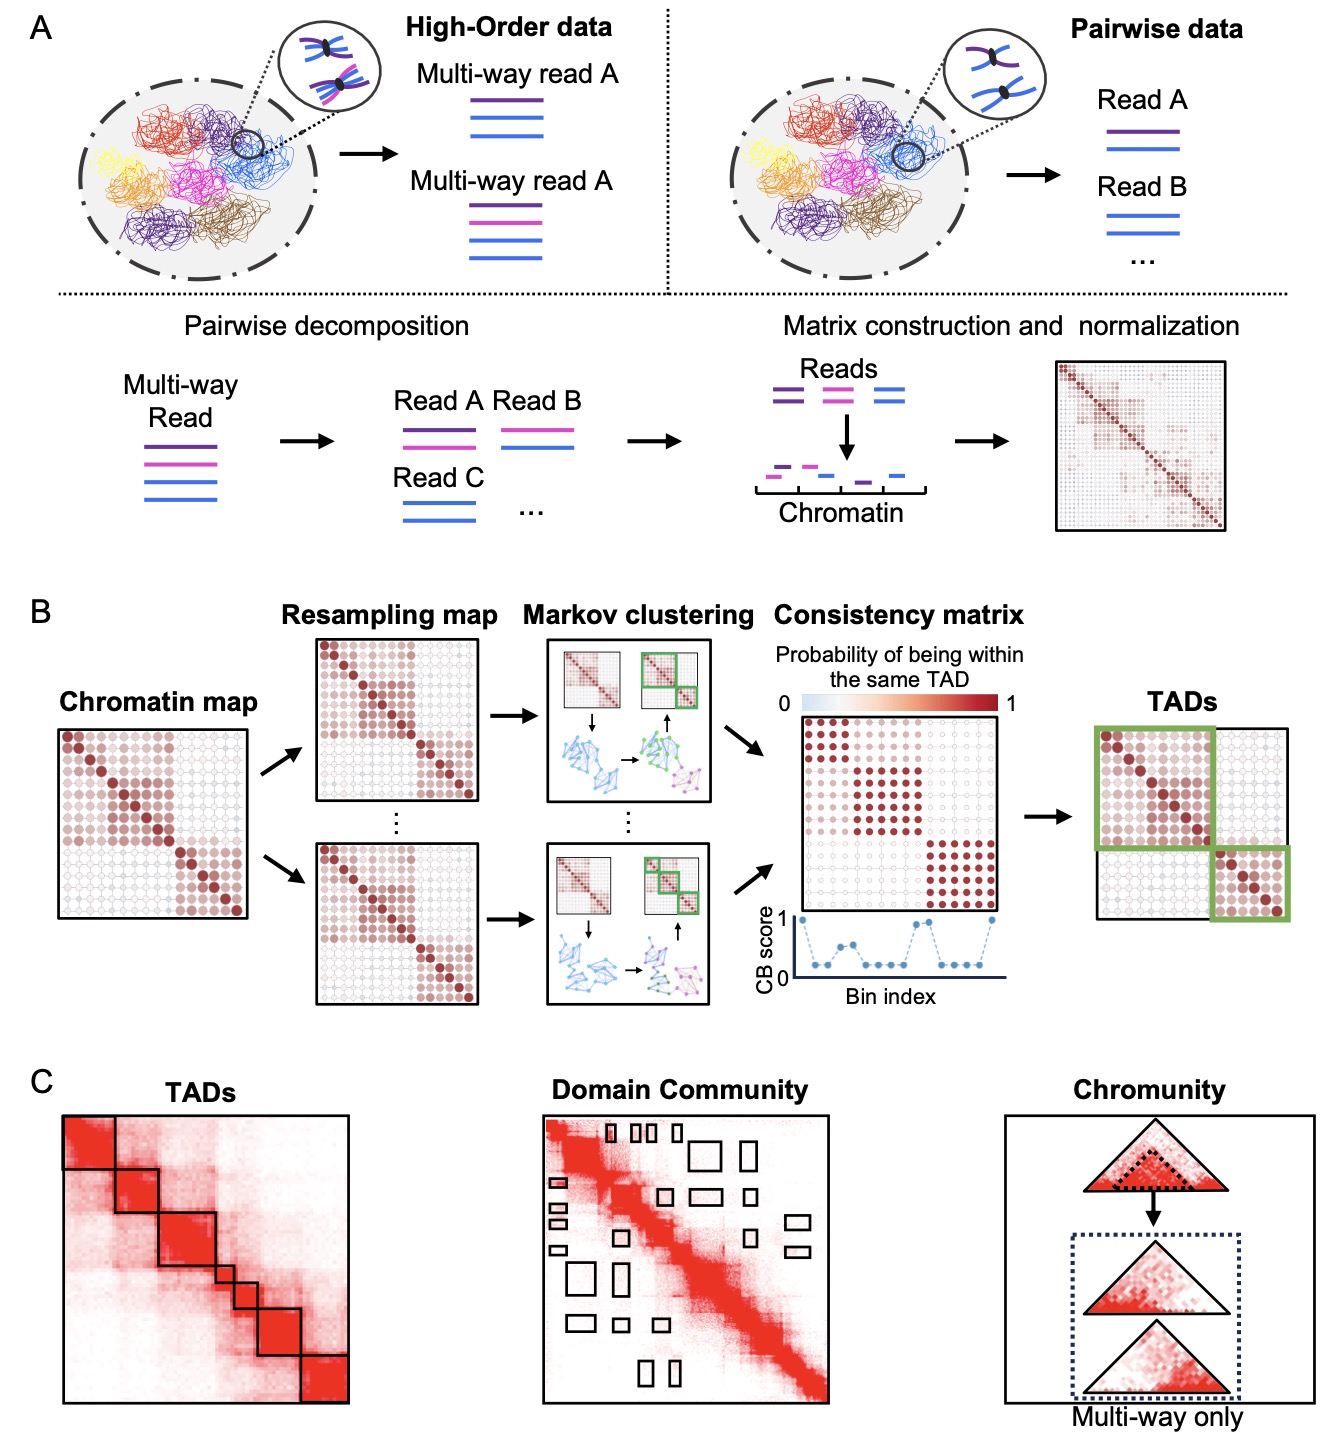 A
High-Order data
Multi-way read A
Multi-way read A
Pairwise data
Read A
Read B
...
Pairwise decomposition
Multi-way
Read
Read A Read B
Read C
...
Matrix construction and normalization
Reads
Chromatin
B
Chromatin map
Resampling map
Markov clustering
Consistency matrix
Probability of being within
the same TAD
0 1
TADs
CB score
1
0
Bin index
C
TADs
Domain Community
Chromunity
Multi-way only